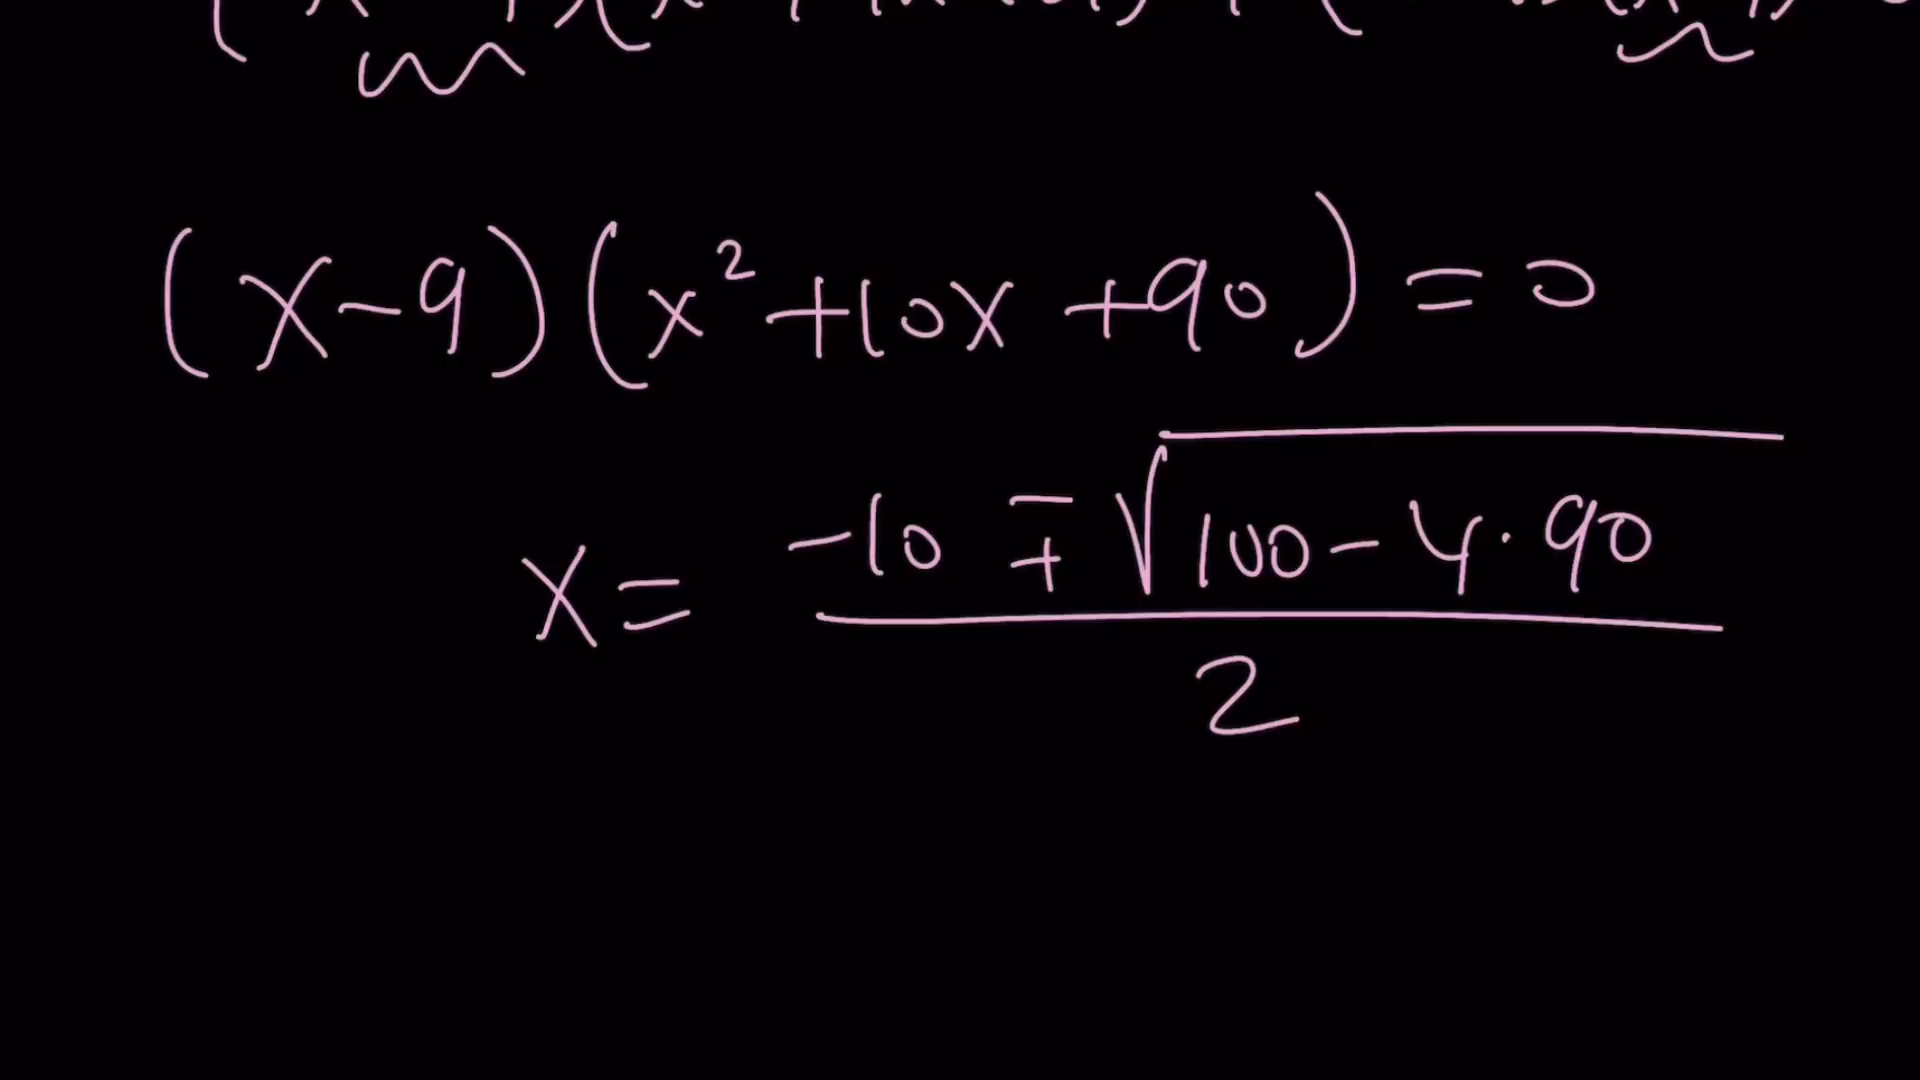 (x-9)(x²+10x+90)=0
x = (-10 ∓ √(100-4·90))/2